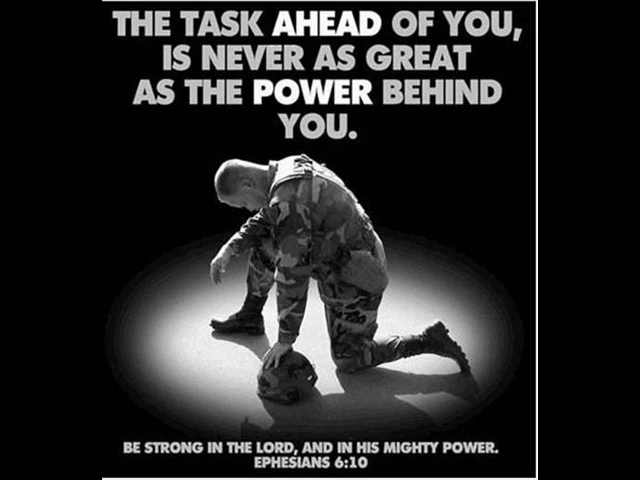 THE TASK AHEAD OF YOU,
IS NEVER AS GREAT
AS THE POWER BEHIND
YOU.
BE STRONG IN THE LORD, AND IN HIS MIGHTY POWER.
EPHESIANS 6:10